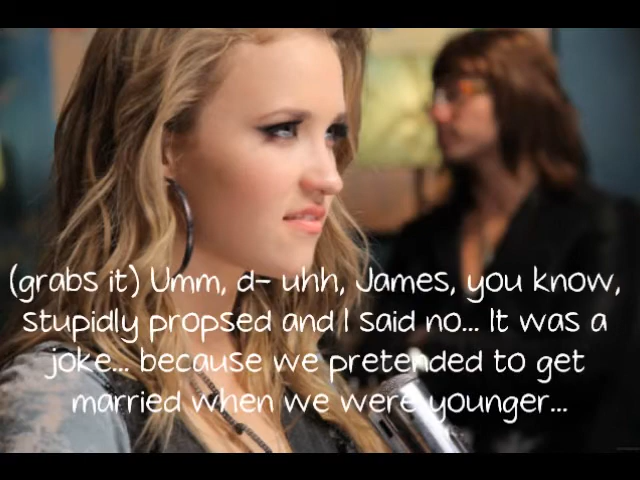 (grabs it) Umm, d- uhh, James, you know,
stupidly propsed and I said no... It was a
joke... because we pretended to get
married when we were younger...